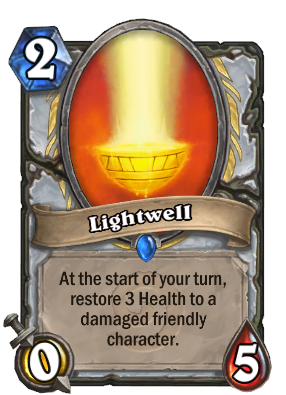 2
Lightwell
At the start of your turn,
restore 3 Health to a
damaged friendly
character.
0
5